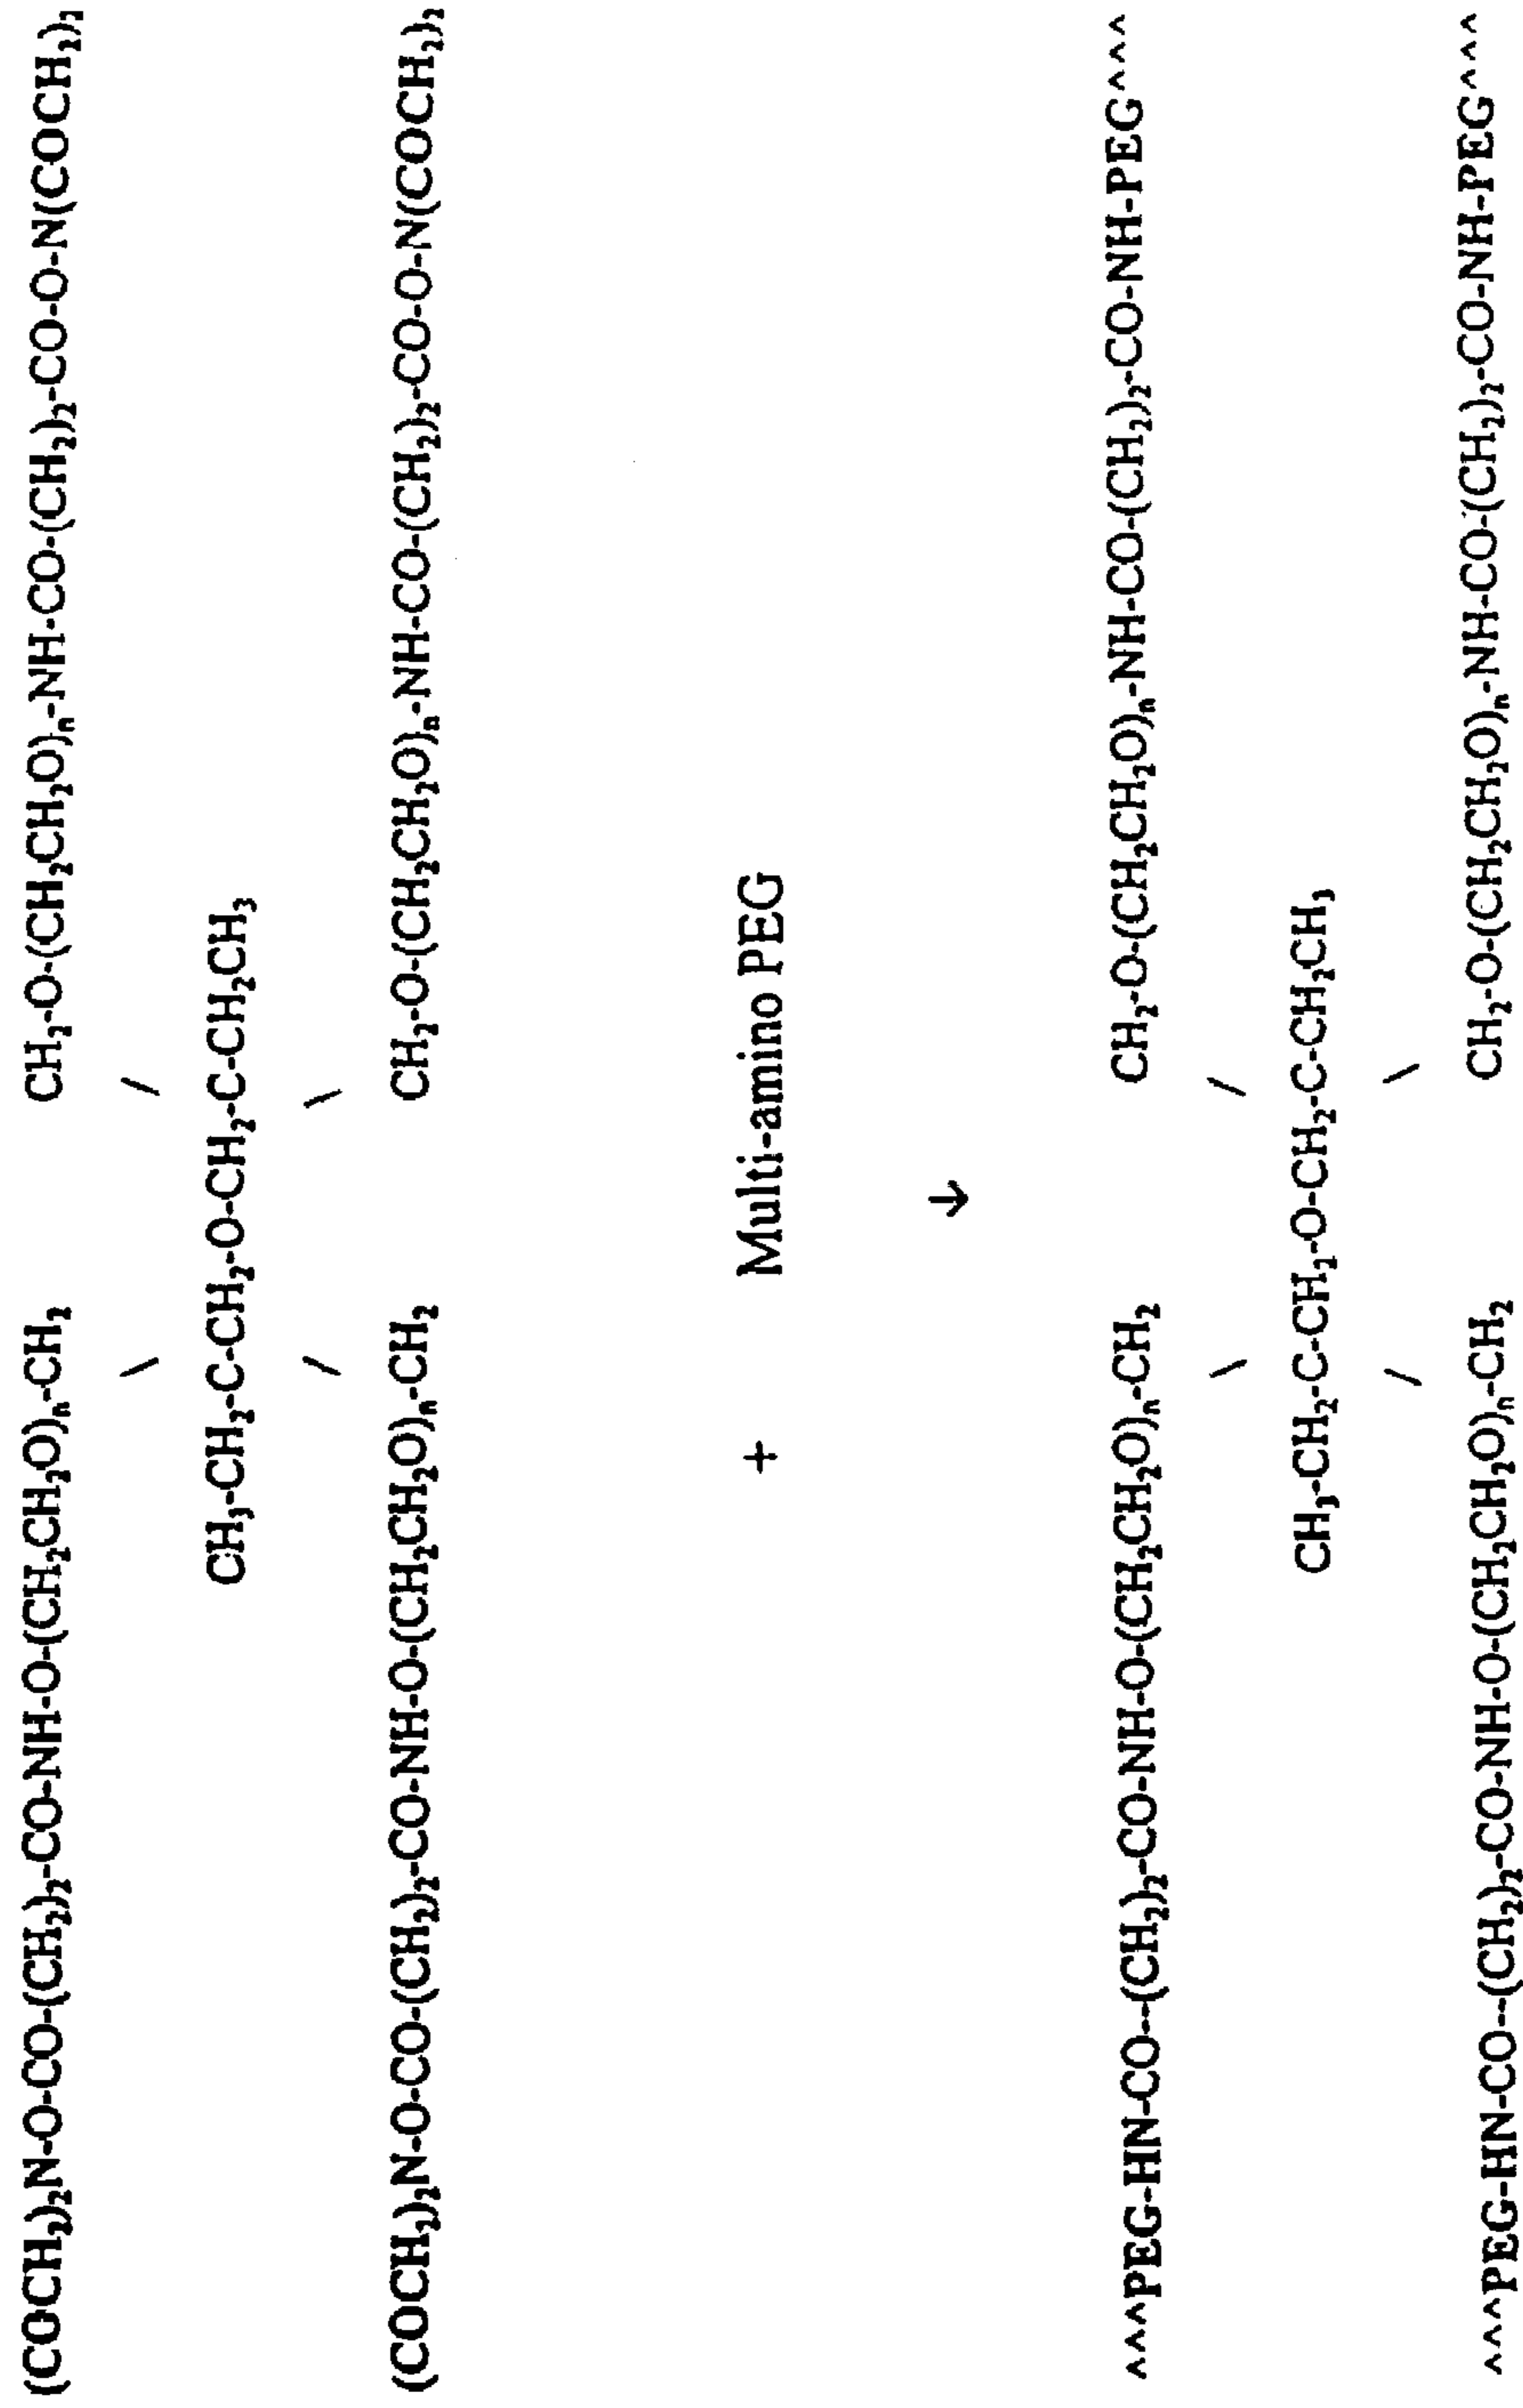 (COCH₂)₂N-O-CO-(CH₂)₂-CO-NH-O-(CH₂CH₂O)ₙ-CH₂ CH₂-O-(CH₂CH₂O)ₙ-NH-CO-(CH₂)₂-CO-O-N(COCH₂)₂
\ /
CH₃-CH₂-C-CH₂-O-CH₂-C-CH₂CH₃
/ \
(COCH₂)₂N-O-CO-(CH₂)₂-CO-NH-O-(CH₂CH₂O)ₙ-CH₂ CH₂-O-(CH₂CH₂O)ₙ-NH-CO-(CH₂)₂-CO-O-N(COCH₂)₂
+ Multi-amino PEG
↓
^^^PEG-HN-CO--(CH₂)₂-CO-NH-O-(CH₂CH₂O)ₙ-CH₂ CH₂-O-(CH₂CH₂O)ₙ-NH-CO-(CH₂)₂-CO-NH-PEG^^^
\ /
CH₃-CH₂-C-CH₂-O-CH₂-C-CH₂CH₃
/ \
^^^PEG-HN-CO--(CH₂)₂-CO-NH-O-(CH₂CH₂O)ₙ-CH₂ CH₂-O-(CH₂CH₂O)ₙ-NH-CO-(CH₂)₂-CO-NH-PEG^^^